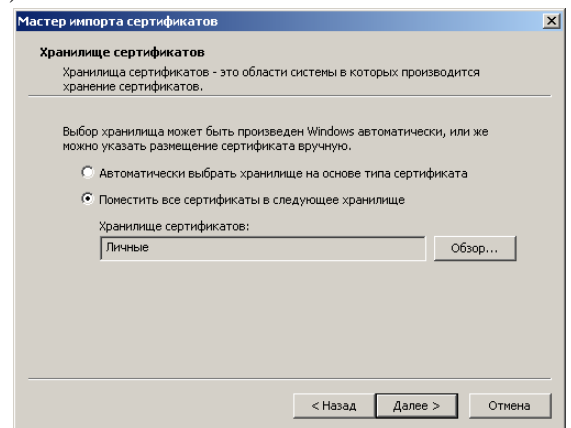 Мастер импорта сертификатов
Хранилище сертификатов
Хранилища сертификатов - это области системы в которых производится
хранение сертификатов.
Выбор хранилища может быть произведен Windows автоматически, или же
можно указать размещение сертификата вручную.
Автоматически выбрать хранилище на основе типа сертификата
Поместить все сертификаты в следующее хранилище
Хранилище сертификатов:
Личные Обзор...
< Назад Далее > Отмена